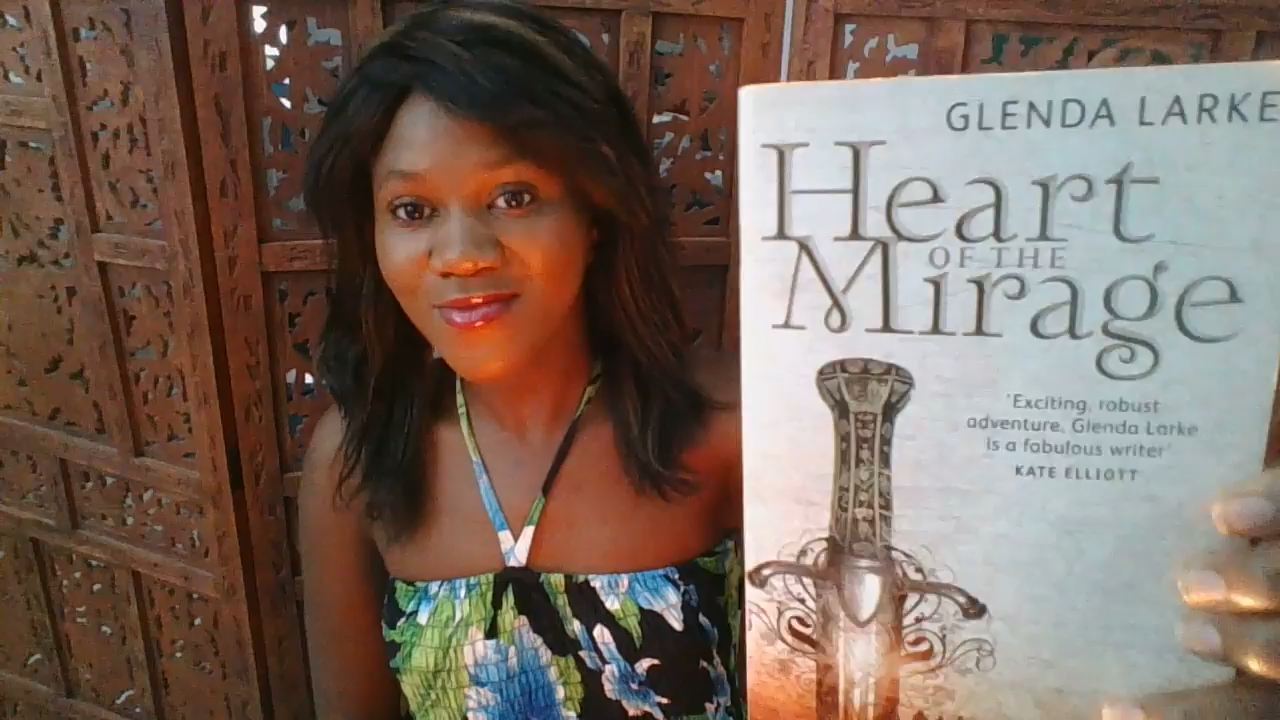 GLENDA LARKE
Heart
OF THE
Mirage
'Exciting, robust
adventure. Glenda Larke
is a fabulous writer'
KATE ELLIOTT